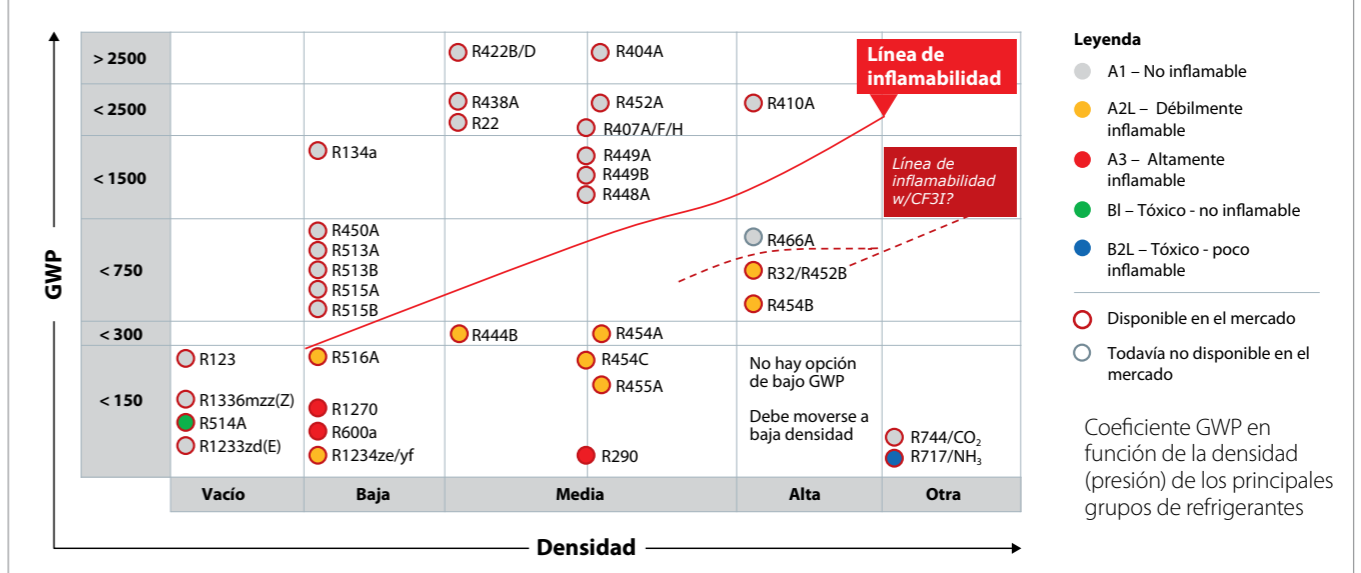 GWP
> 2500
R422B/D
R404A
Línea de
inflamabilidad
< 2500
R438A
R22
R452A
R407A/F/H
R410A
< 1500
R134a
R449A
R449B
R448A
Línea de
inflamabilidad
w/CF3I?
< 750
R450A
R513A
R513B
R515A
R515B
R466A
R32/R452B
R454B
< 300
R444B
R454A
< 150
R123
R1336mzz(Z)
R514A
R1233zd(E)
R516A
R1270
R600a
R1234ze/yf
R454C
R455A
R290
No hay opción
de bajo GWP
Debe moverse a
baja densidad
R744/CO₂
R717/NH₃
Vacío
Baja
Media
Alta
Otra
Densidad
Leyenda
A1 – No inflamable
A2L – Débilmente
inflamable
A3 – Altamente
inflamable
Bl – Tóxico - no inflamable
B2L – Tóxico - poco
inflamable
Disponible en el mercado
Todavía no disponible en el
mercado
Coeficiente GWP en
función de la densidad
(presión) de los principales
grupos de refrigerantes